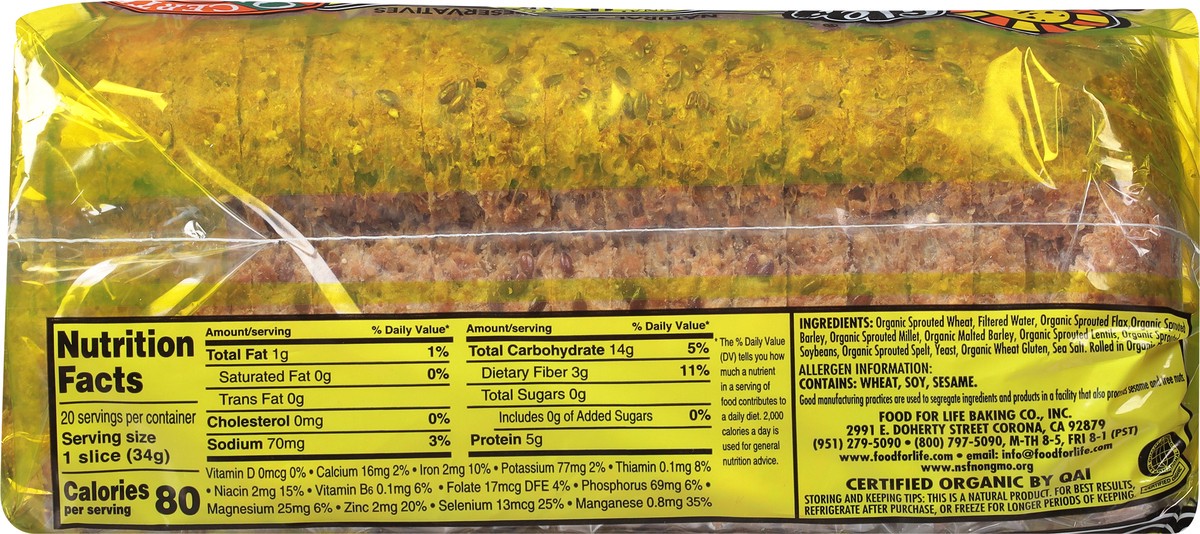 CERT
NATURAL
PRESERVATIVES
Nutrition
Facts
20 servings per container
Serving size
1 slice (34g)
Calories 80
per serving
Amount/serving % Daily Value*
Total Fat 1g 1%
Saturated Fat 0g 0%
Trans Fat 0g
Cholesterol 0mg 0%
Sodium 70mg 3%
Amount/serving % Daily Value*
Total Carbohydrate 14g 5%
Dietary Fiber 3g 11%
Total Sugars 0g
Includes 0g of Added Sugars 0%
Protein 5g
Vitamin D 0mcg 0% • Calcium 16mg 2% • Iron 2mg 10% • Potassium 77mg 2% • Thiamin 0.1mg 8%
• Niacin 2mg 15% • Vitamin B6 0.1mg 6% • Folate 17mcg DFE 4% • Phosphorus 69mg 6% •
Magnesium 25mg 6% • Zinc 2mg 20% • Selenium 13mcg 25% • Manganese 0.8mg 35%
*The % Daily Value
(DV) tells you how
much a nutrient
in a serving of
food contributes to
a daily diet. 2,000
calories a day is
used for general
nutrition advice.
INGREDIENTS: Organic Sprouted Wheat, Filtered Water, Organic Sprouted Flax, Organic Sprouted
Barley, Organic Sprouted Millet, Organic Malted Barley, Organic Sprouted Lentils, Organic
Soybeans, Organic Sprouted Spelt, Yeast, Organic Wheat Gluten, Sea Salt. Rolled in
ALLERGEN INFORMATION:
CONTAINS: WHEAT, SOY, SESAME.
Good manufacturing practices are used to segregate ingredients and products in a facility that also sesame and tree nuts
FOOD FOR LIFE BAKING CO., INC.
2991 E. DOHERTY STREET CORONA, CA 92879
(951) 279-5090 • (800) 797-5090, M-TH 8-5, FRI 8-1 (PST)
www.foodforlife.com • email: info@foodforlife.com
www.nsfnongmo.org
CERTIFIED ORGANIC BY QAI
STORING AND KEEPING TIPS: THIS IS A NATURAL PRODUCT. FOR BEST RESULTS,
REFRIGERATE AFTER PURCHASE, OR FREEZE FOR LONGER PERIODS OF KEEPING.